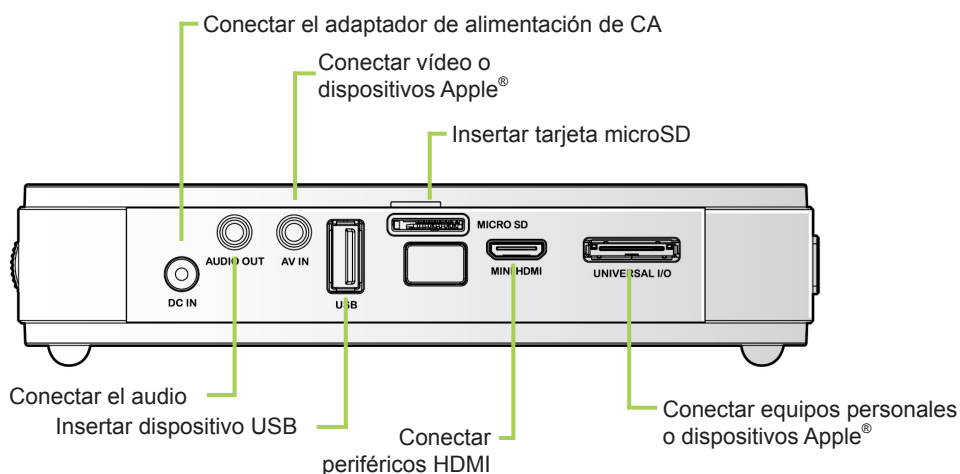 Conectar el adaptador de alimentación de CA
Conectar vídeo o
dispositivos Apple®
Insertar tarjeta microSD
MICRO SD
AUDIO OUT
AV IN
MINI HDMI
UNIVERSAL I/O
DC IN
USB
Conectar el audio
Insertar dispositivo USB
Conectar
periféricos HDMI
Conectar equipos personales
o dispositivos Apple®